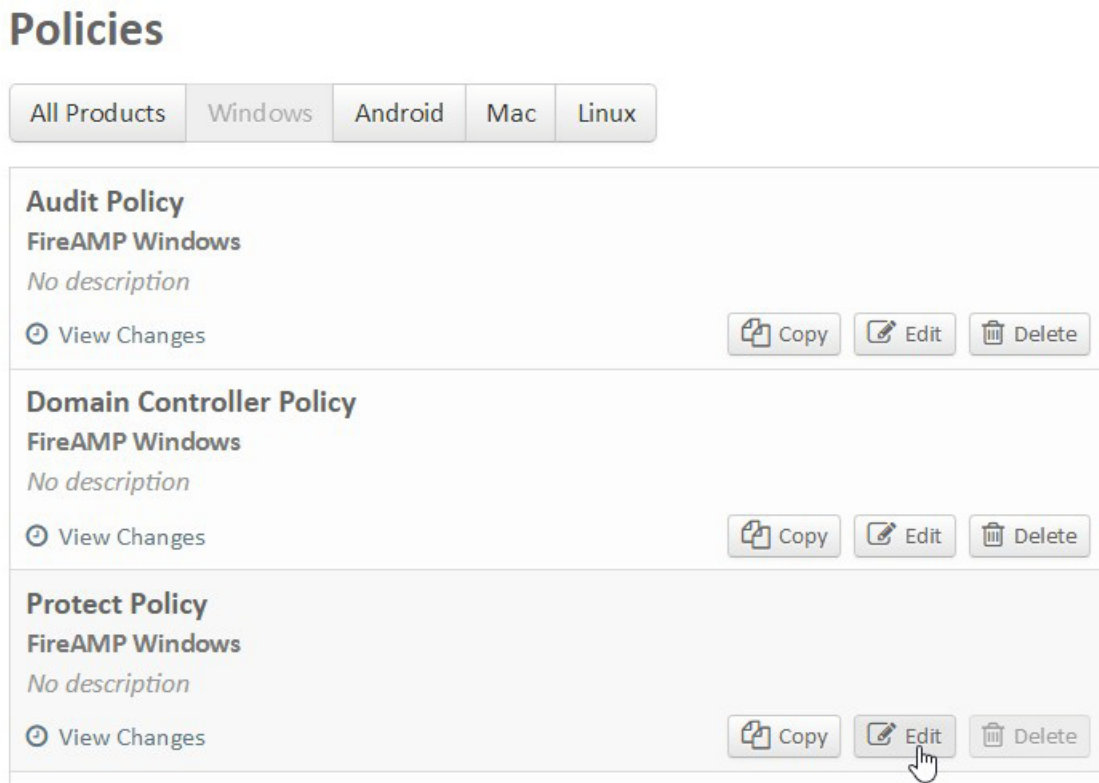 Policies
All Products Windows Android Mac Linux
Audit Policy
FireAMP Windows
No description
View Changes Copy Edit Delete
Domain Controller Policy
FireAMP Windows
No description
View Changes Copy Edit Delete
Protect Policy
FireAMP Windows
No description
View Changes Copy Edit Delete